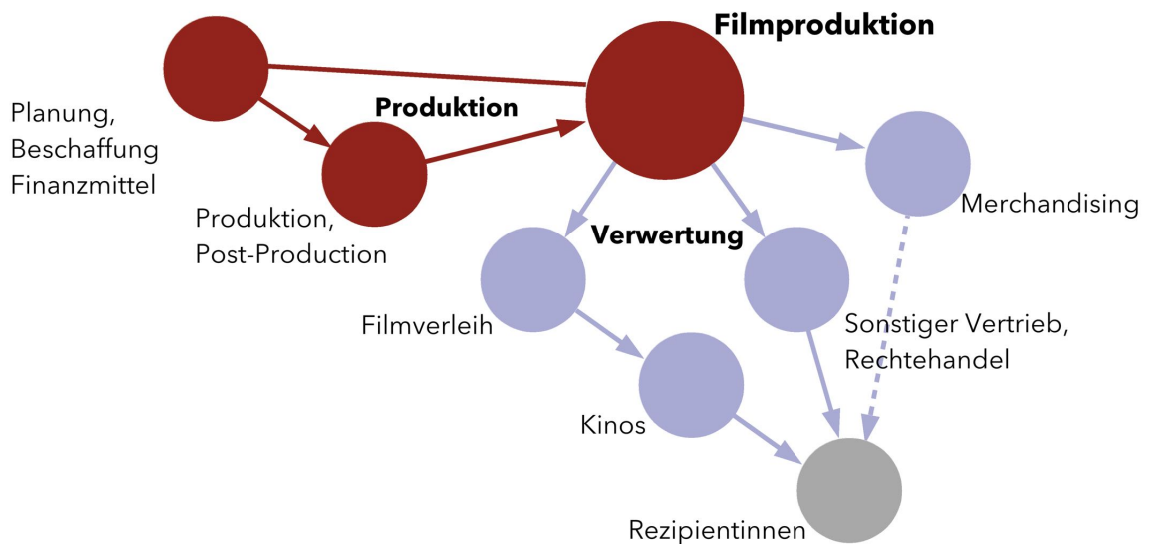 Filmproduktion
Produktion
Planung,
Beschaffung
Finanzmittel
Produktion,
Post-Production
Merchandising
Verwertung
Filmverleih
Sonstiger Vertrieb,
Rechtehandel
Kinos
Rezipientinnen